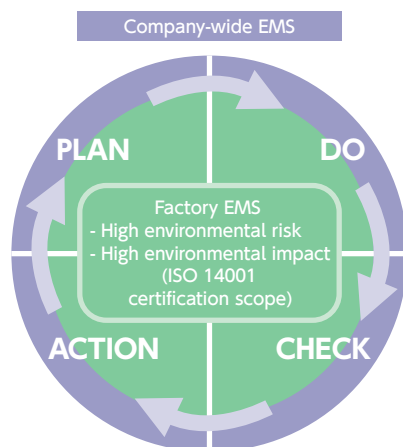 Company-wide EMS
PLAN
DO
Factory EMS
- High environmental risk
- High environmental impact
(ISO 14001
certification scope)
ACTION
CHECK